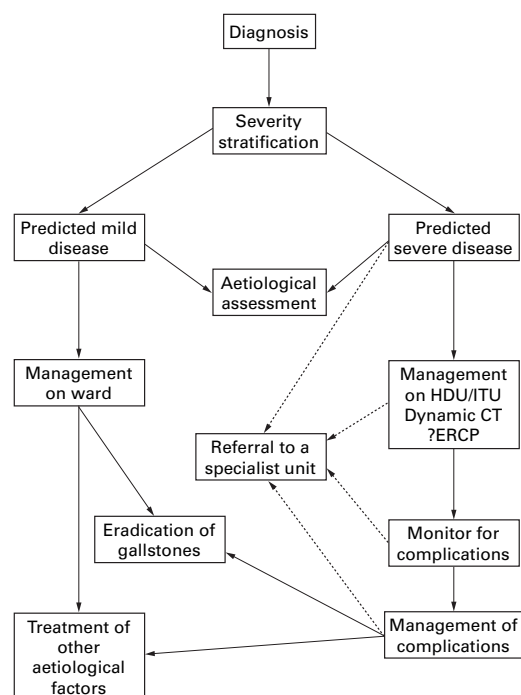 Diagnosis
Severity
stratification
Predicted mild
disease
Predicted
severe disease
Aetiological
assessment
Management
on ward
Management
on HDU/ITU
Dynamic CT
?ERCP
Referral to a
specialist unit
Eradication of
gallstones
Monitor for
complications
Treatment of
other
aetiological
factors
Management of
complications